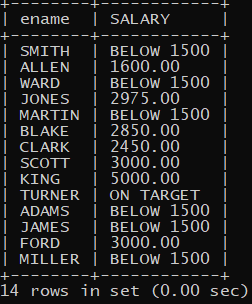 +--------+------------+
| ename | SALARY |
+--------+------------+
| SMITH | BELOW 1500 |
| ALLEN | 1600.00 |
| WARD | BELOW 1500 |
| JONES | 2975.00 |
| MARTIN | BELOW 1500 |
| BLAKE | 2850.00 |
| CLARK | 2450.00 |
| SCOTT | 3000.00 |
| KING | 5000.00 |
| TURNER | ON TARGET |
| ADAMS | BELOW 1500 |
| JAMES | BELOW 1500 |
| FORD | 3000.00 |
| MILLER | BELOW 1500 |
+--------+------------+
14 rows in set (0.00 sec)